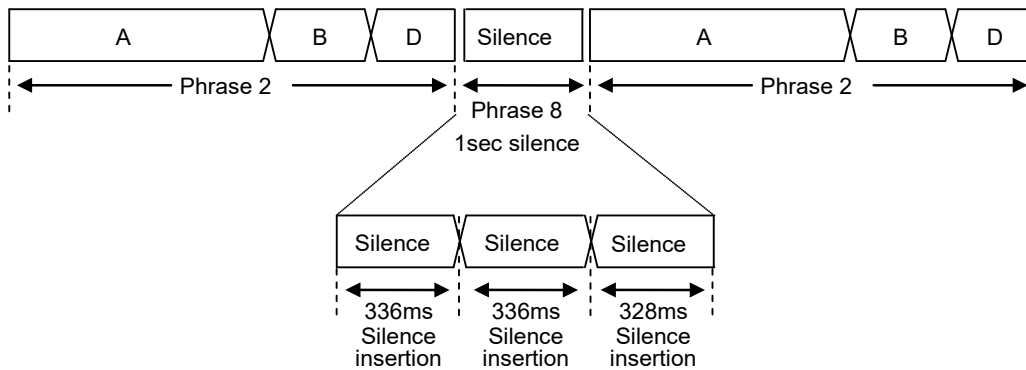 A B D Silence A B D
Phrase 2 Phrase 8 Phrase 2
1sec silence
Silence Silence Silence
336ms 336ms 328ms
Silence Silence Silence
insertion insertion insertion